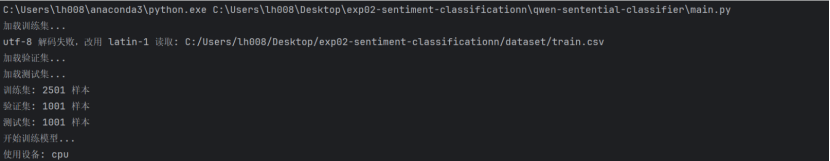 C:\Users\lh008\anaconda3\python.exe C:\Users\lh008\Desktop\exp02-sentiment-classificationn\qwen-sentential-classifier\main.py
加载训练集...
utf-8 解码失败，改用 latin-1 读取: C:/Users/lh008/Desktop/exp02-sentiment-classificationn/dataset/train.csv
加载验证集...
加载测试集...
训练集: 2501 样本
验证集: 1001 样本
测试集: 1001 样本
开始训练模型...
使用设备: cpu